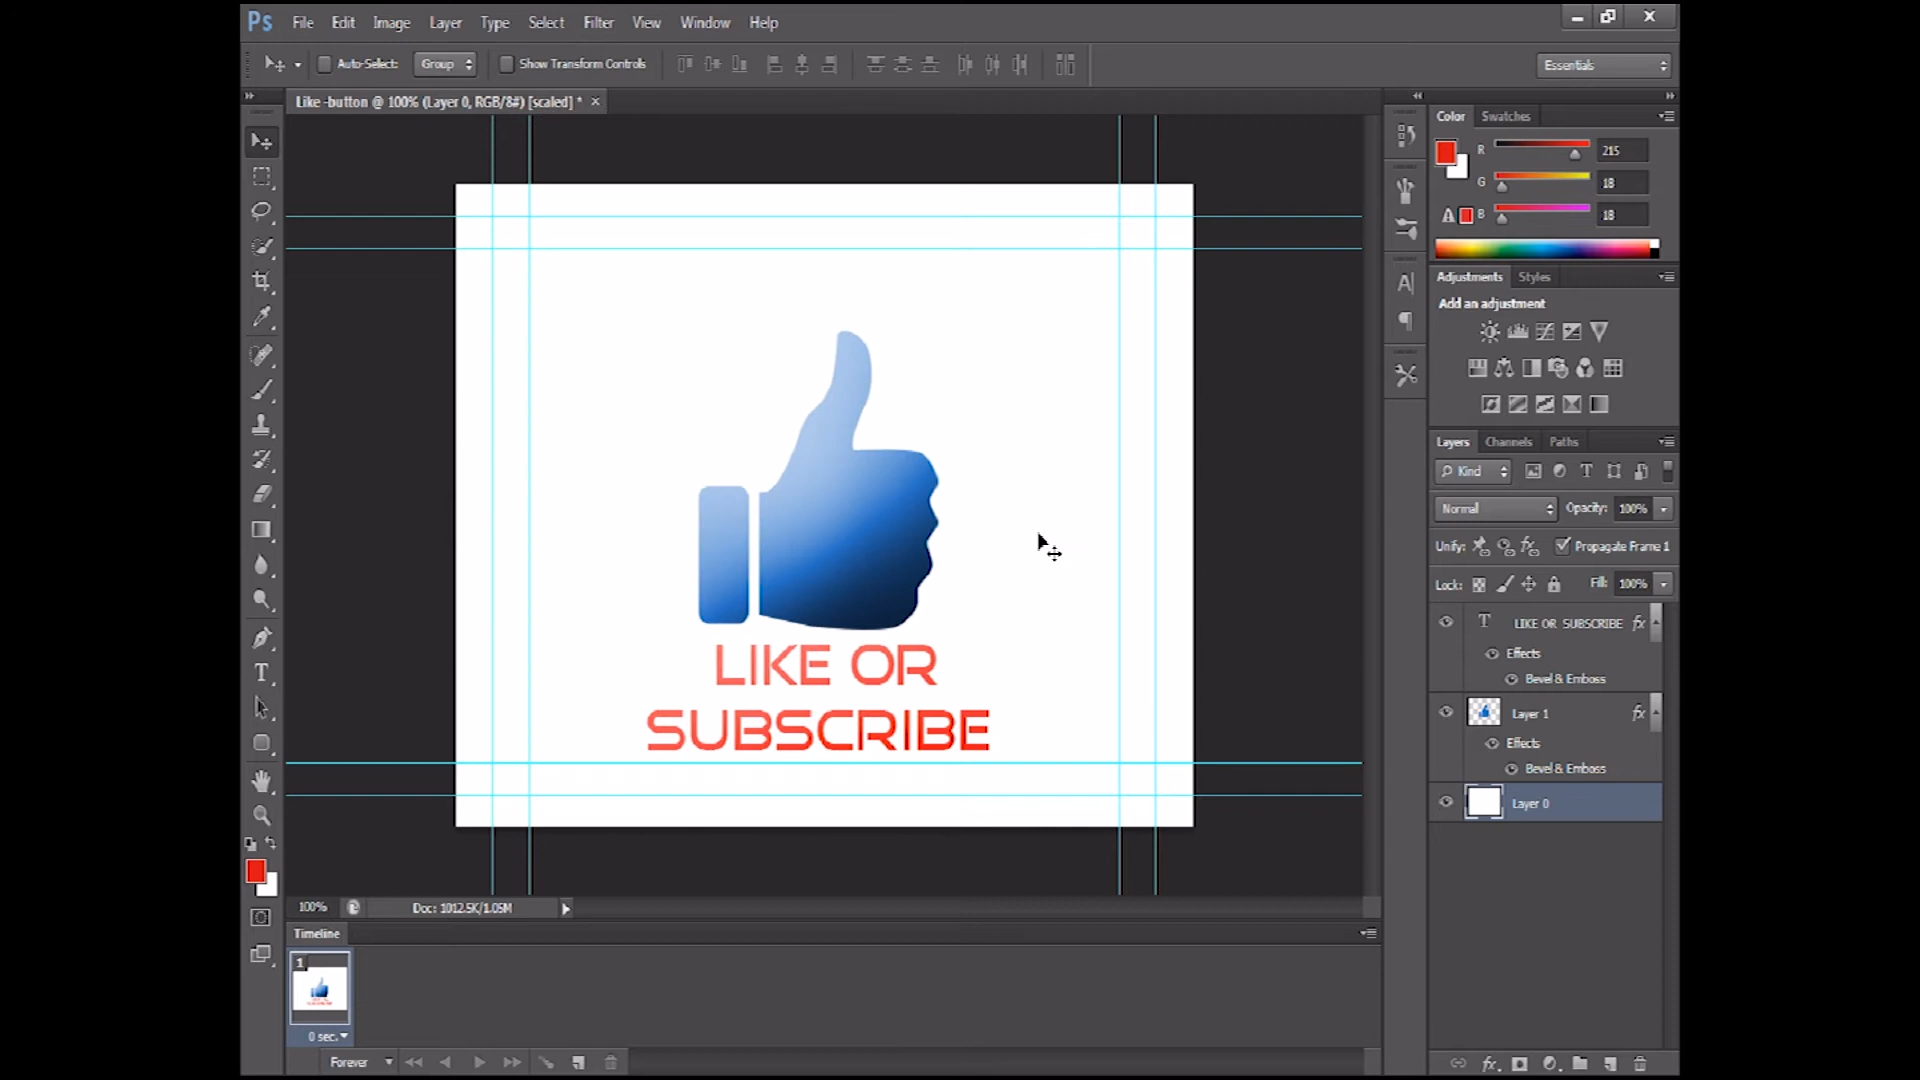 Ps File Edit Image Layer Type Select Filter View Window Help
Auto-Select: Group Show Transform Controls Essentials
Like -button @ 100% (Layer 0, RGB/8#) [scaled] * ×
Color Swatches
R 215
G 18
B 18
Adjustments Styles
Add an adjustment
LIKE OR
SUBSCRIBE
Layers Channels Paths
Kind
Normal Opacity: 100%
Unify: Propagate Frame 1
Lock: Fill: 100%
LIKE OR SUBSCRIBE fx
Effects
Bevel & Emboss
Layer 1 fx
Effects
Bevel & Emboss
Layer 0
100% Doc: 1012.5K/1.05M
Timeline
1
0 sec.
Forever